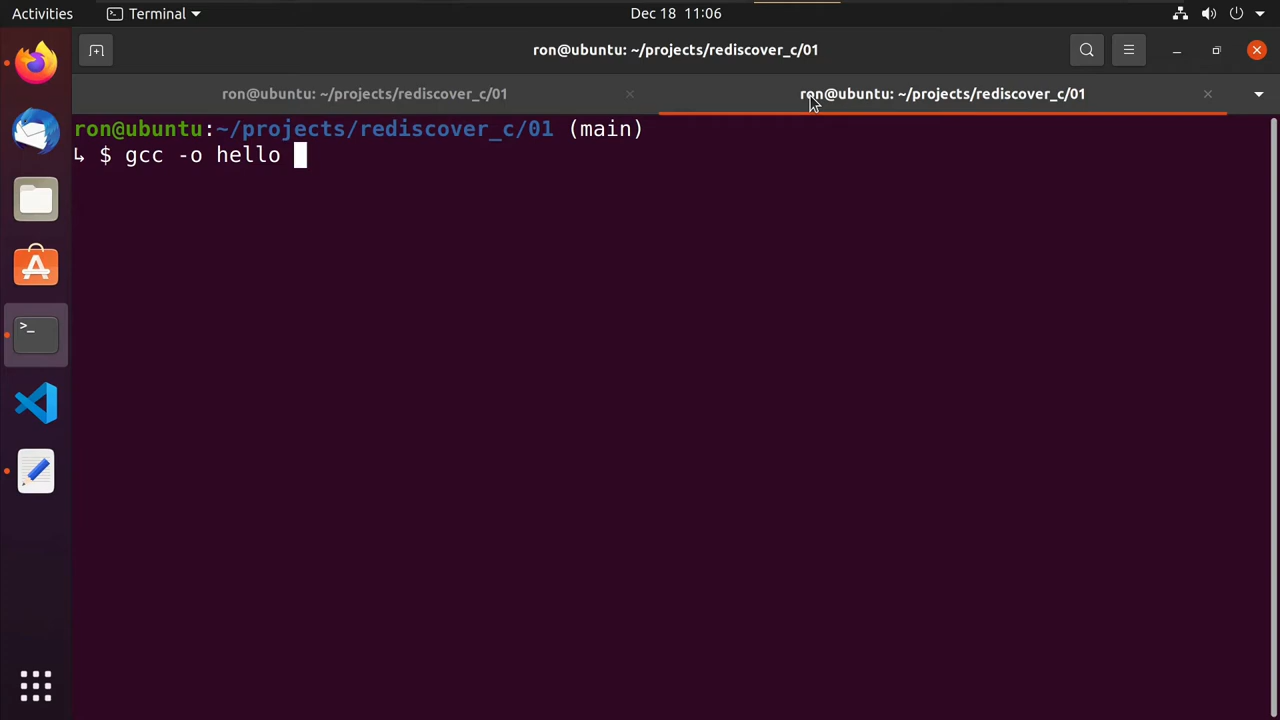 Activities Terminal Dec 18 11:06
ron@ubuntu: ~/projects/rediscover_c/01
ron@ubuntu: ~/projects/rediscover_c/01 ron@ubuntu: ~/projects/rediscover_c/01
ron@ubuntu:~/projects/rediscover_c/01 (main)
↳ $ gcc -o hello
>_